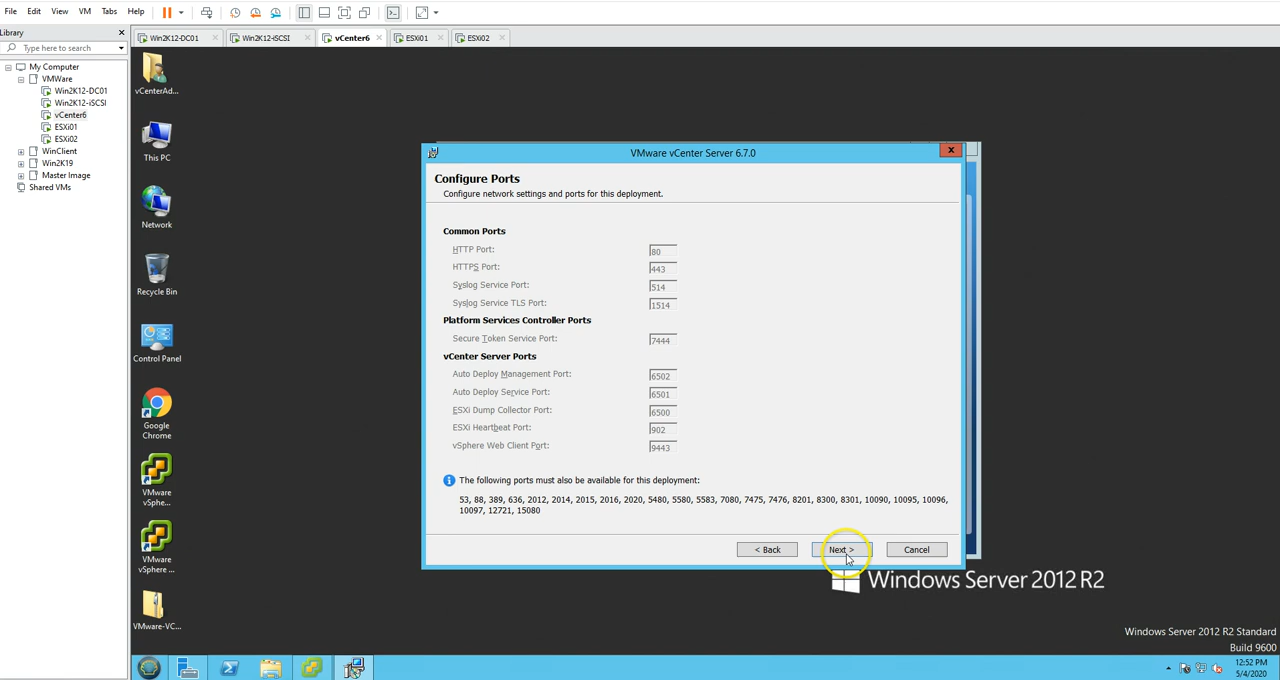 File Edit View VM Tabs Help
Library
Type here to search
My Computer
VMWare
Win2K12-DC01
Win2K12-iSCSI
vCenter6
ESXi01
ESXi02
WinClient
Win2K19
Master Image
Shared VMs
Win2K12-DC01 Win2K12-iSCSI vCenter6 ESXi01 ESXi02
vCenterAd...
This PC
Network
Recycle Bin
Control Panel
Google
Chrome
VMware
vSphe...
VMware
vSphere ...
VMware-VC...
VMware vCenter Server 6.7.0
Configure Ports
Configure network settings and ports for this deployment.
Common Ports
HTTP Port: 80
HTTPS Port: 443
Syslog Service Port: 514
Syslog Service TLS Port: 1514
Platform Services Controller Ports
Secure Token Service Port: 7444
vCenter Server Ports
Auto Deploy Management Port: 6502
Auto Deploy Service Port: 6501
ESXi Dump Collector Port: 6500
ESXi Heartbeat Port: 902
vSphere Web Client Port: 9443
The following ports must also be available for this deployment:
53, 88, 389, 636, 2012, 2014, 2015, 2016, 2020, 5480, 5580, 5583, 7080, 7475, 7476, 8201, 8300, 8301, 10090, 10095, 10096,
10097, 12721, 15080
< Back Next > Cancel
Windows Server 2012 R2
Windows Server 2012 R2 Standard
Build 9600
12:52 PM
5/4/2020